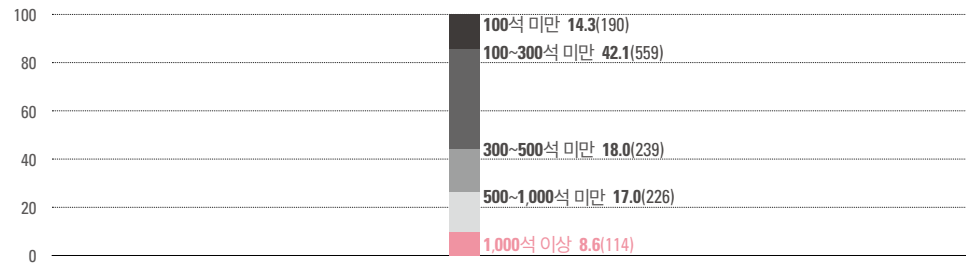 100
100석 미만 14.3(190)
100~300석 미만 42.1(559)
80
60
40
300~500석 미만 18.0(239)
500~1,000석 미만 17.0(226)
20
1,000석 이상 8.6(114)
0